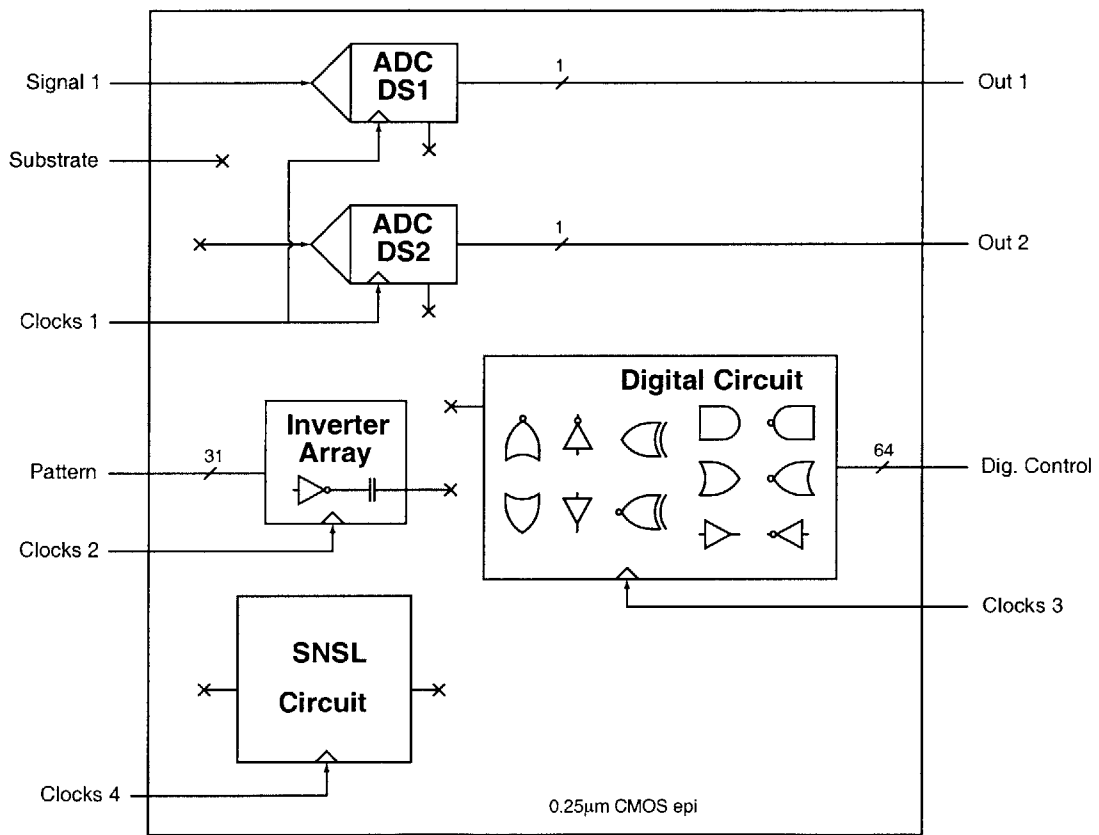 Signal 1
ADC
DS1
1
Out 1
Substrate
ADC
DS2
1
Out 2
Clocks 1
Digital Circuit
Inverter
Array
Pattern
31
64
Dig. Control
Clocks 2
Clocks 3
SNSL
Circuit
Clocks 4
0.25µm CMOS epi